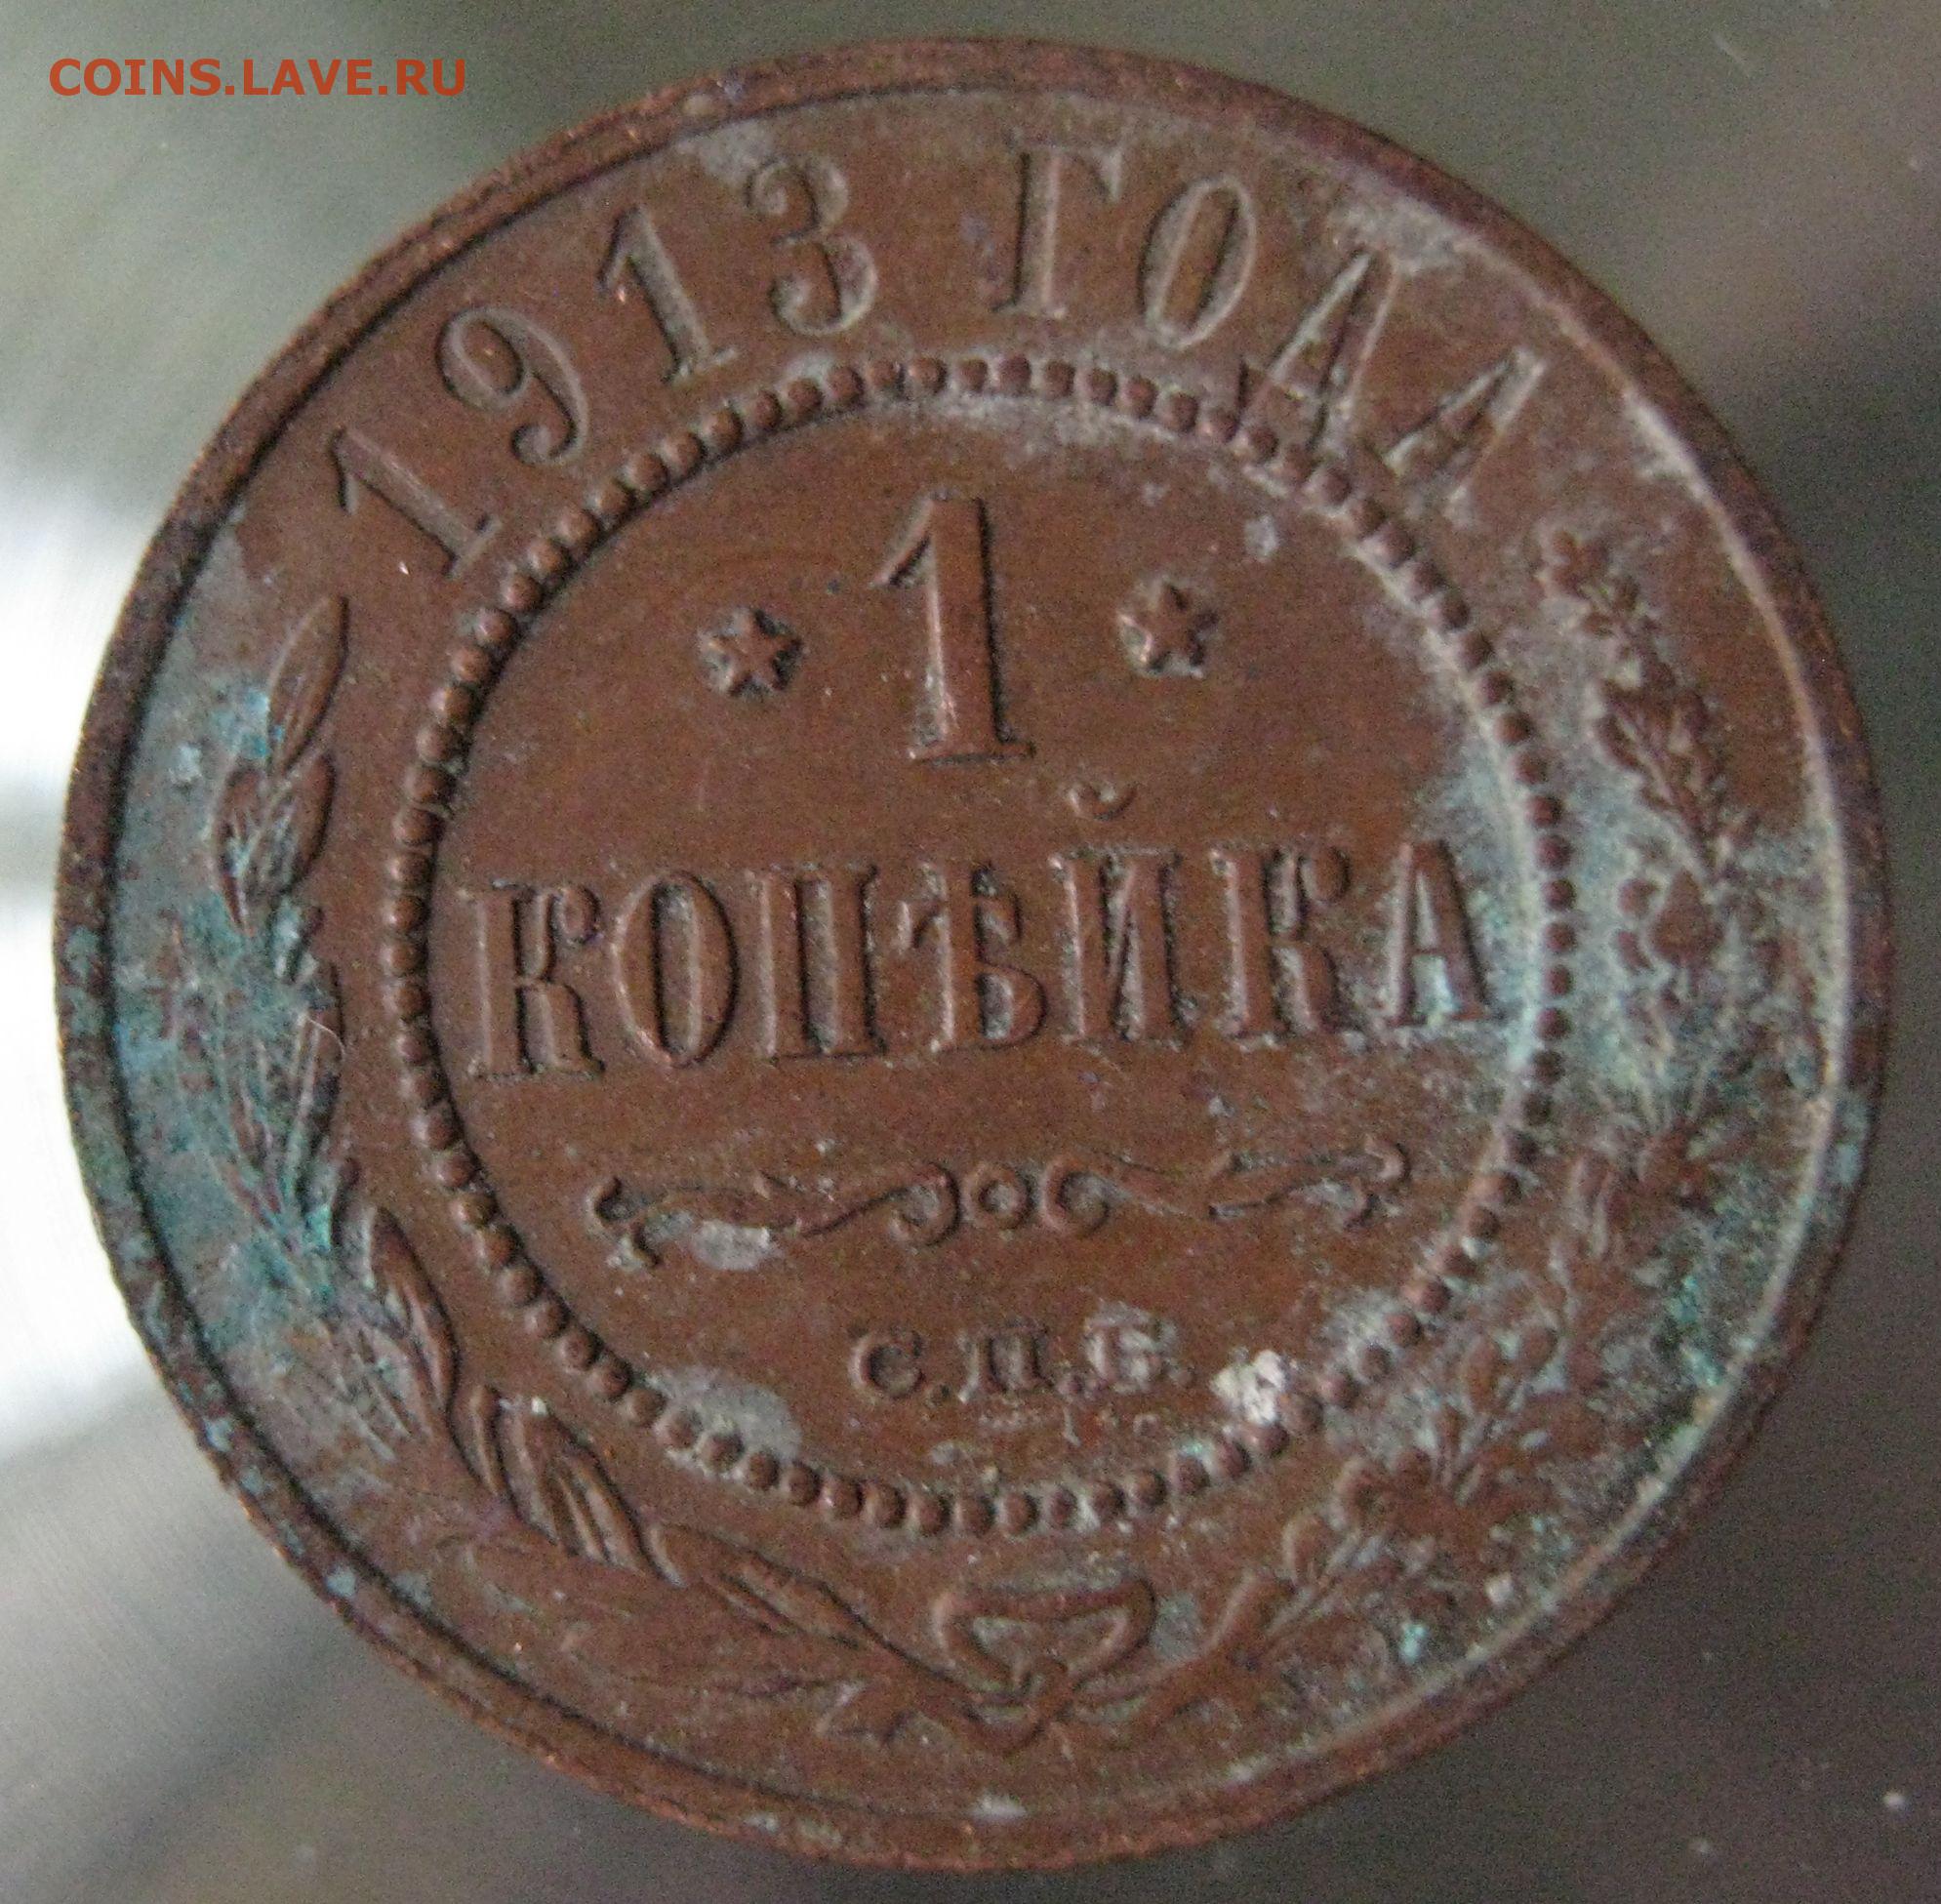 COINS.LAVE.RU
1913 ГОДА
1
КОПѢЙКА
С.П.Б.